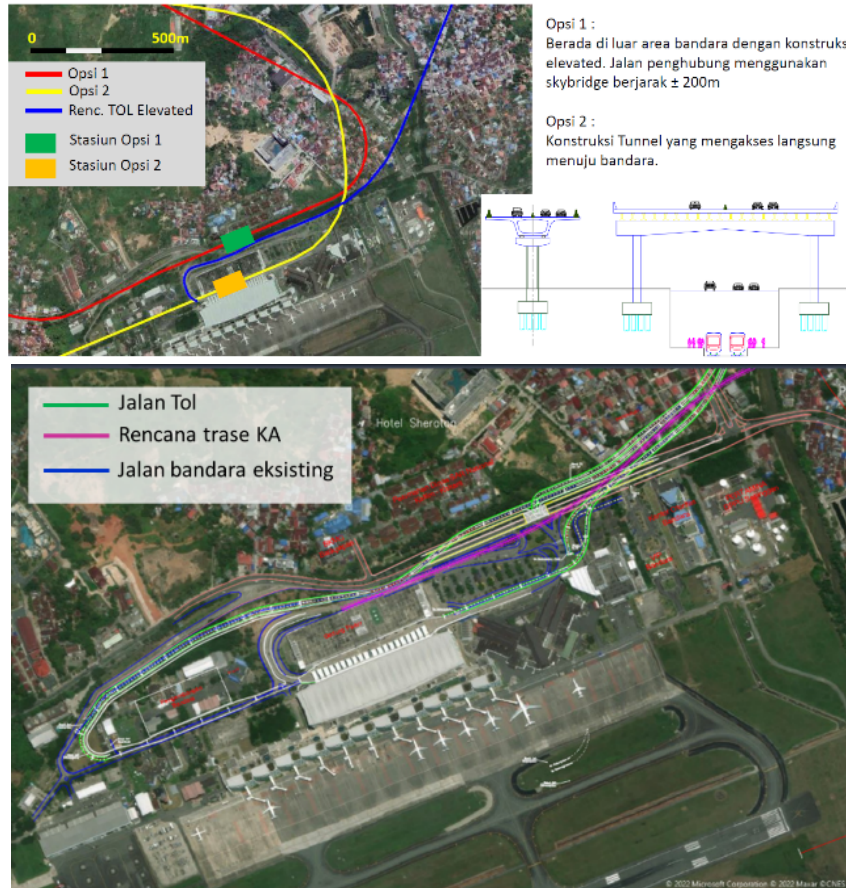 0 500m
Opsi 1
Opsi 2
Renc. TOL Elevated
Stasiun Opsi 1
Stasiun Opsi 2
Opsi 1 :
Berada di luar area bandara dengan konstruks
elevated. Jalan penghubung menggunakan
skybridge berjarak ± 200m
Opsi 2 :
Konstruksi Tunnel yang mengakses langsung
menuju bandara.
Jalan Tol
Rencana trase KA
Jalan bandara eksisting
Hotel Sheraton
© 2022 Microsoft Corporation © 2022 Maxar ©CNES